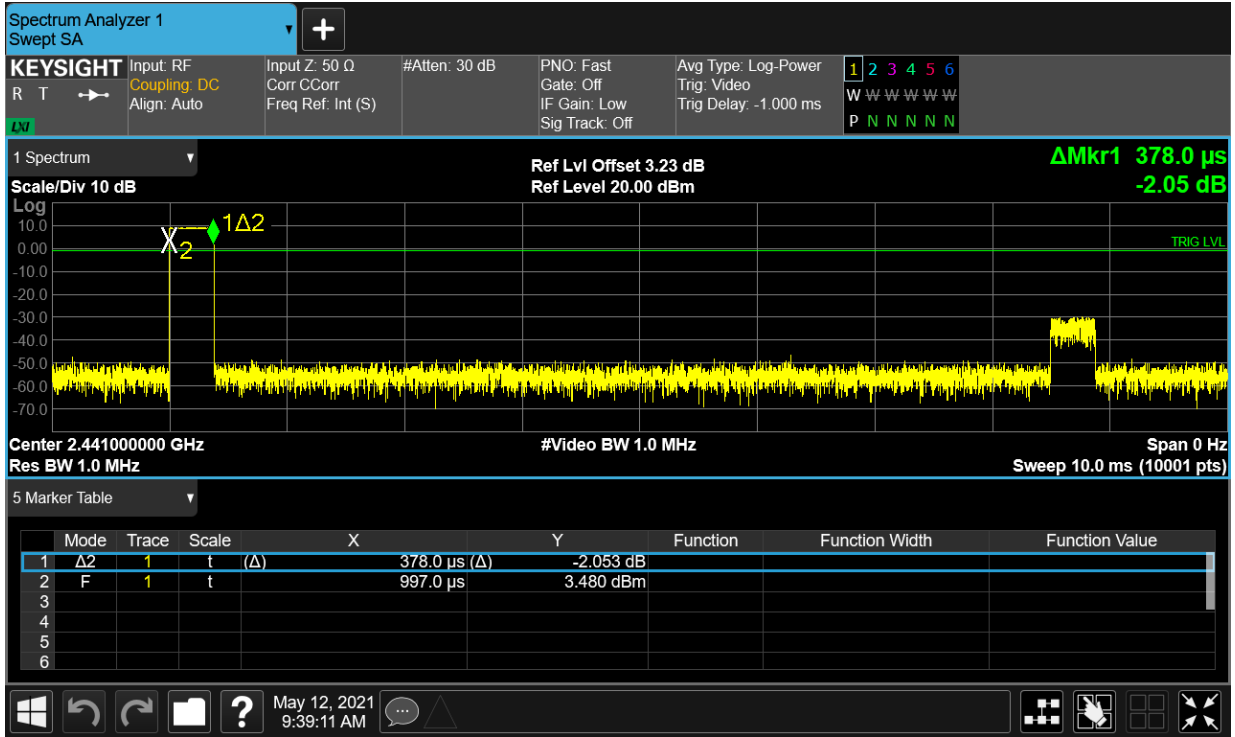 Spectrum Analyzer 1
Swept SA
KEYSIGHT
R T
LXI
Input: RF
Coupling: DC
Align: Auto
Input Z: 50 Ω
Corr CCorr
Freq Ref: Int (S)
#Atten: 30 dB
PNO: Fast
Gate: Off
IF Gain: Low
Sig Track: Off
Avg Type: Log-Power
Trig: Video
Trig Delay: -1.000 ms
1 2 3 4 5 6
W W W W W W
P N N N N N
1 Spectrum
Scale/Div 10 dB
Ref Lvl Offset 3.23 dB
Ref Level 20.00 dBm
ΔMkr1 378.0 µs
-2.05 dB
Log
10.0
0.00
-10.0
-20.0
-30.0
-40.0
-50.0
-60.0
-70.0
X
2
1Δ2
TRIG LVL
Center 2.441000000 GHz
#Video BW 1.0 MHz
Span 0 Hz
Res BW 1.0 MHz
Sweep 10.0 ms (10001 pts)
5 Marker Table
Mode Trace Scale X Y Function Function Width Function Value
1 Δ2 1 t (Δ) 378.0 µs (Δ) -2.053 dB
2 F 1 t 997.0 µs 3.480 dBm
3
4
5
6
?
May 12, 2021
9:39:11 AM